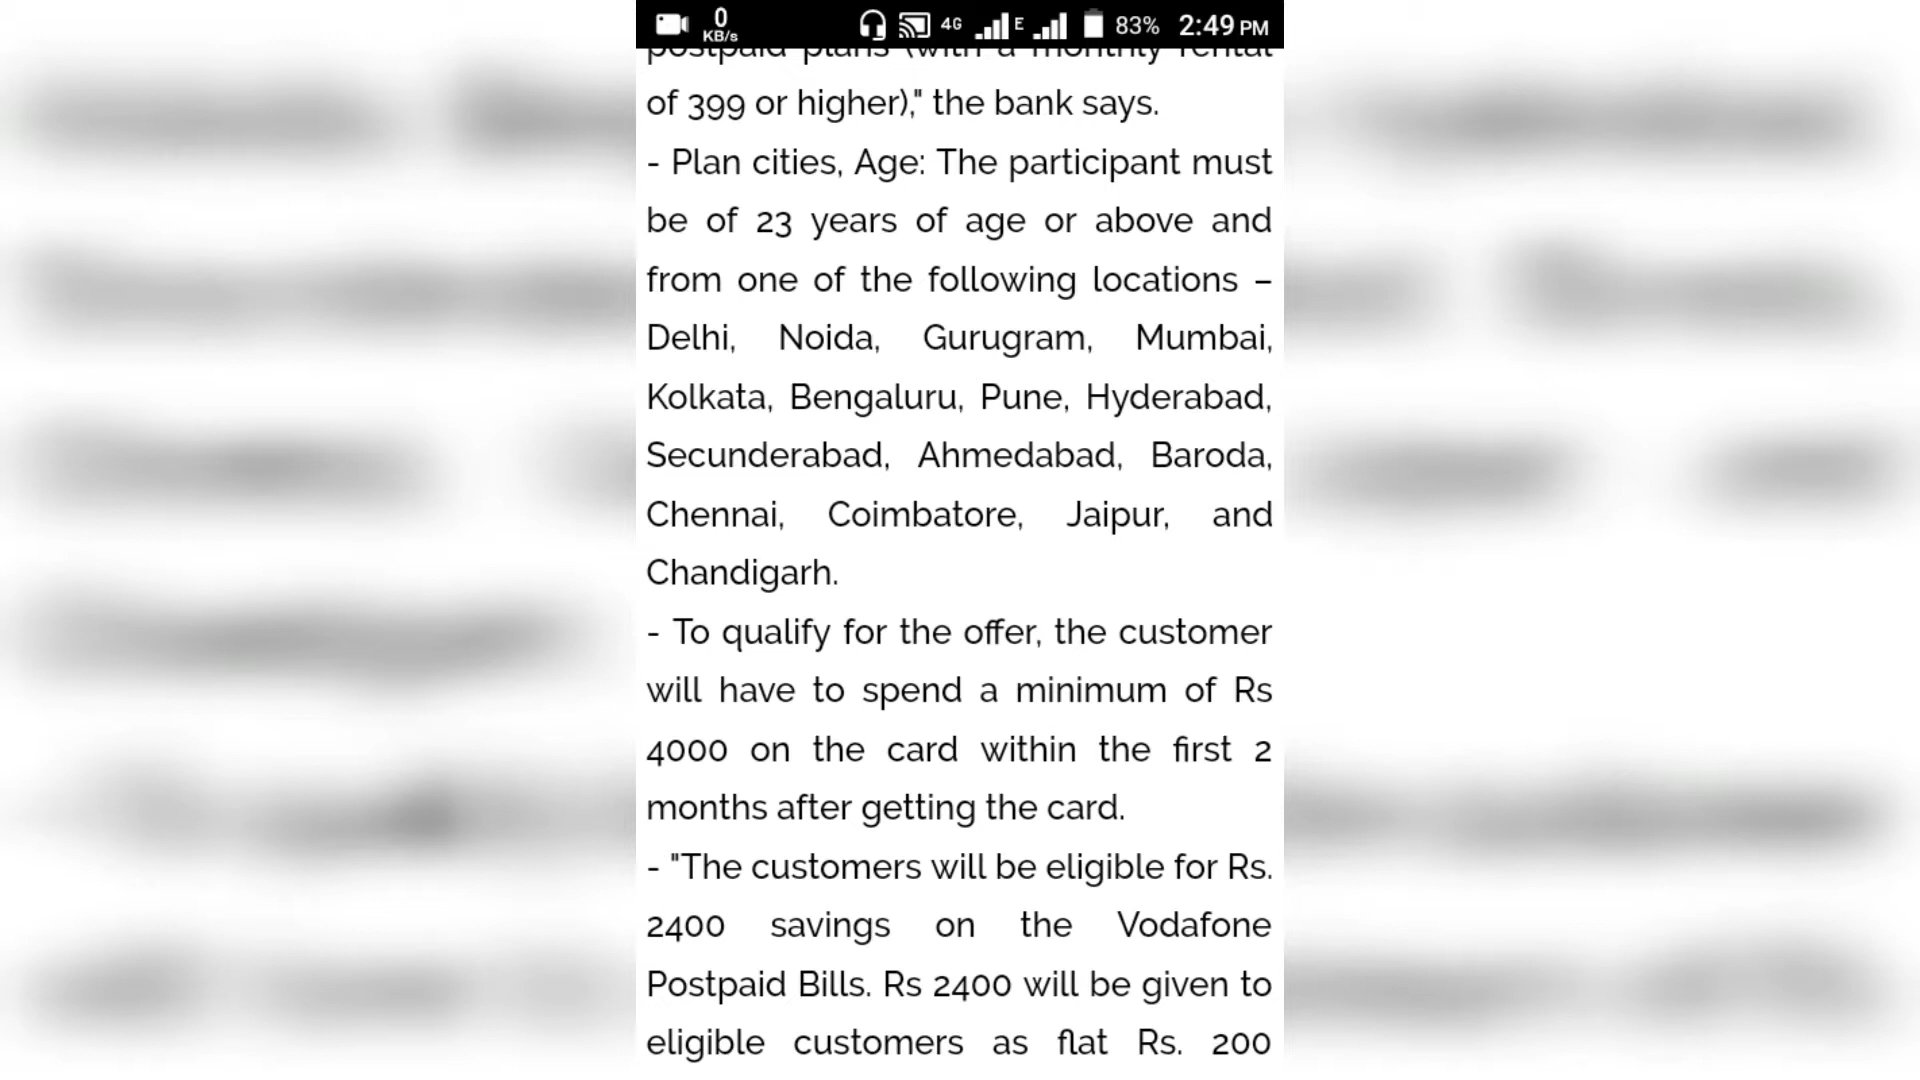 0
KB/s
4G
E
83%
2:49 PM
postpaid plans (with a monthly rental
of 399 or higher)," the bank says.
- Plan cities, Age: The participant must
be of 23 years of age or above and
from one of the following locations –
Delhi, Noida, Gurugram, Mumbai,
Kolkata, Bengaluru, Pune, Hyderabad,
Secunderabad, Ahmedabad, Baroda,
Chennai, Coimbatore, Jaipur, and
Chandigarh.
- To qualify for the offer, the customer
will have to spend a minimum of Rs
4000 on the card within the first 2
months after getting the card.
- "The customers will be eligible for Rs.
2400 savings on the Vodafone
Postpaid Bills. Rs 2400 will be given to
eligible customers as flat Rs. 200